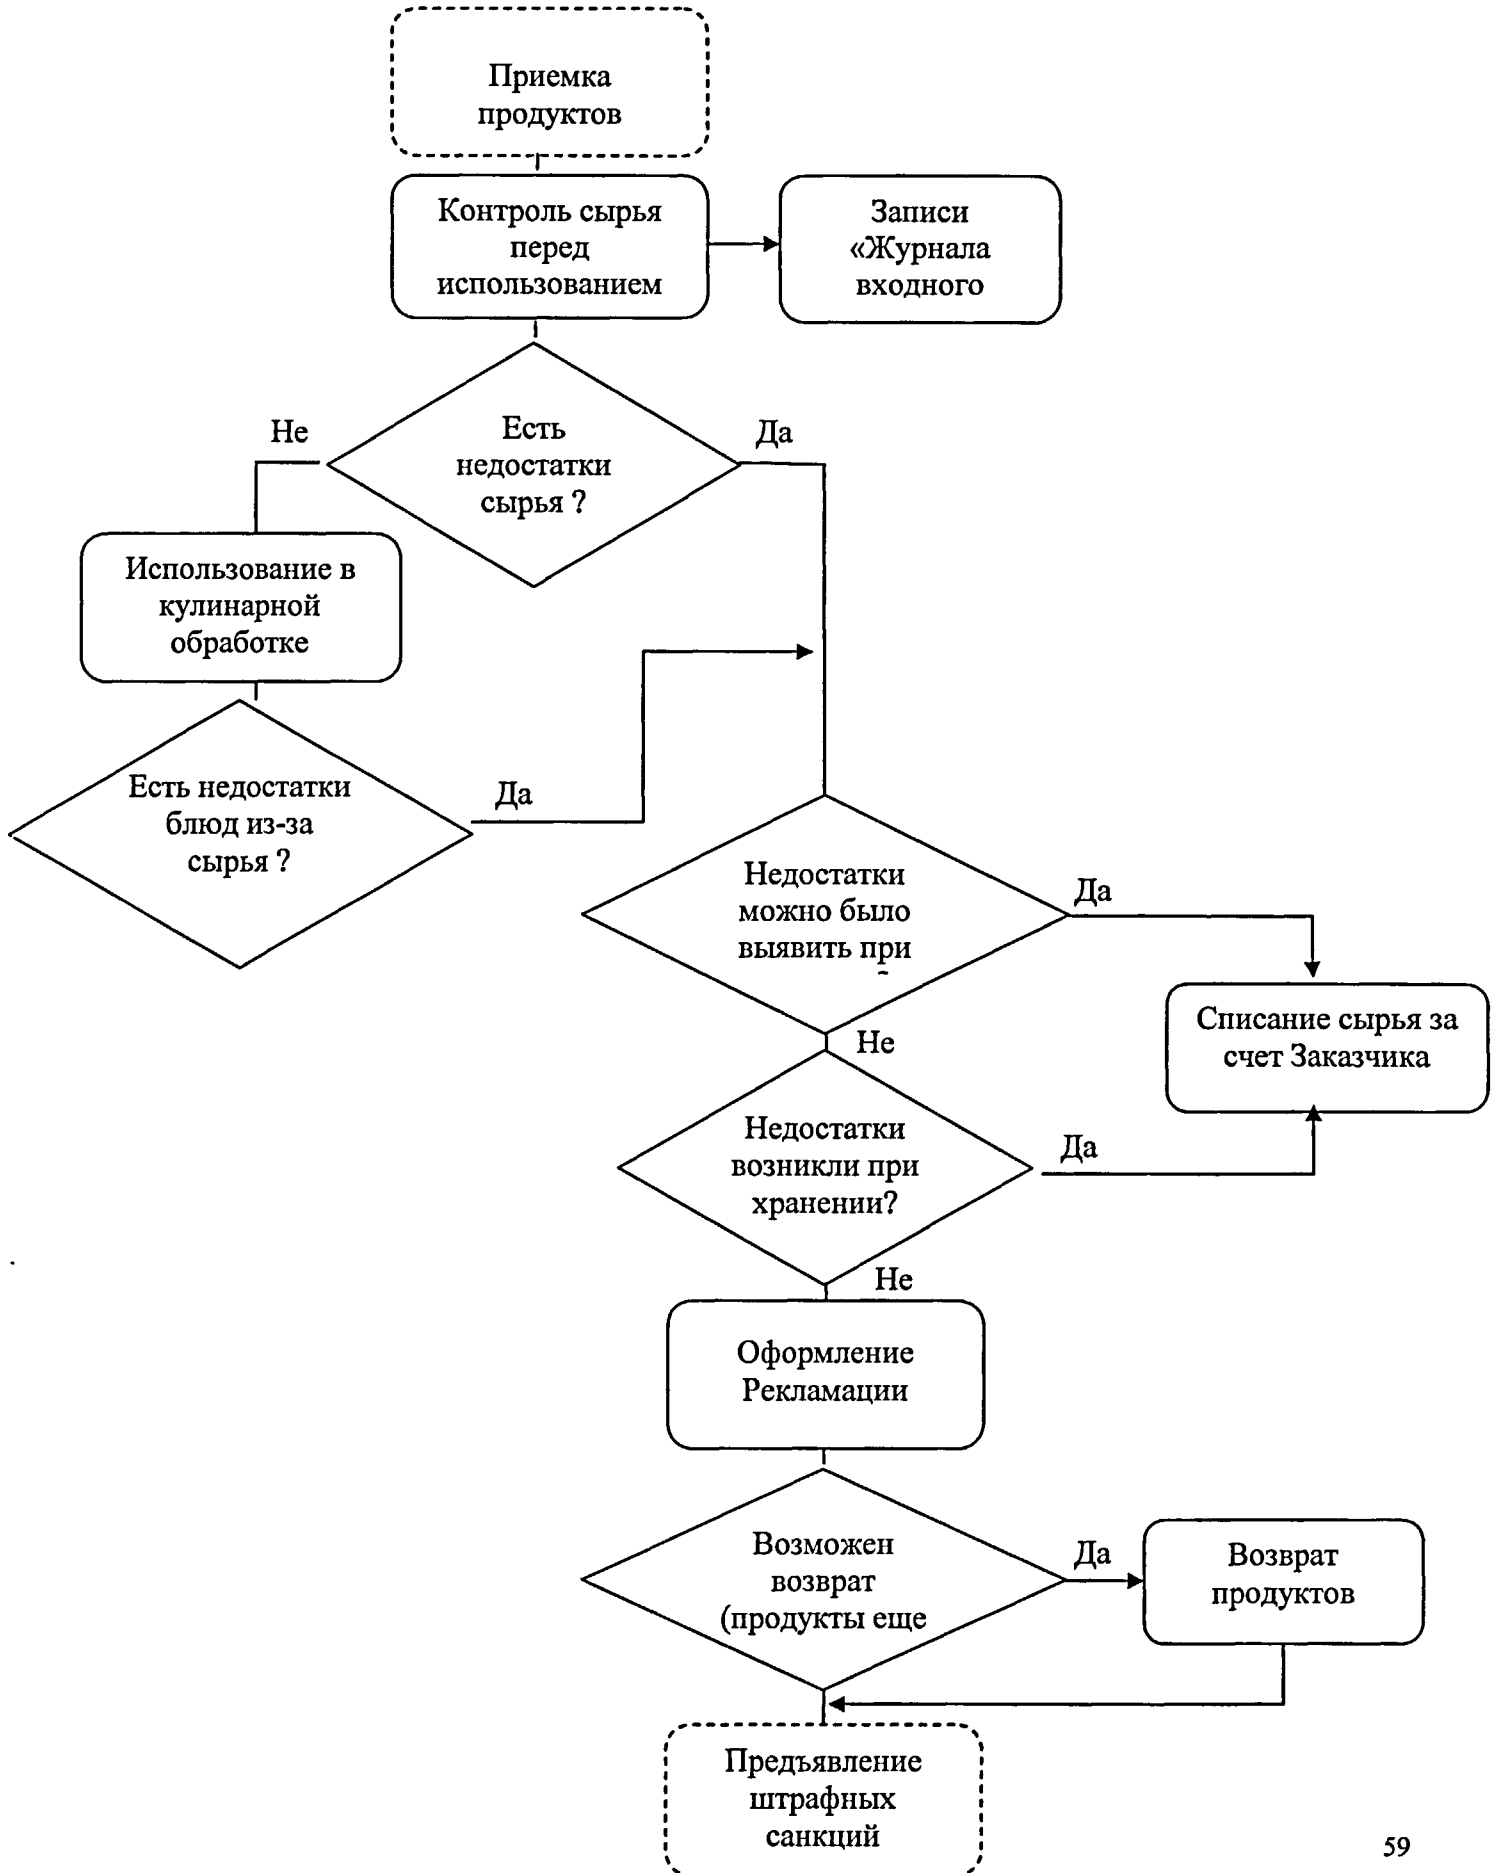 Приемка
продуктов
Контроль сырья
перед
использованием
Записи
«Журнала
входного
Есть
недостатки
сырья ?
Не
Да
Использование в
кулинарной
обработке
Есть недостатки
блюд из-за
сырья ?
Да
Недостатки
можно было
выявить при
Да
Списание сырья за
счет Заказчика
Не
Недостатки
возникли при
хранении?
Да
Не
Оформление
Рекламации
Возможен
возврат
(продукты еще
Да
Возврат
продуктов
Предъявление
штрафных
санкций
59